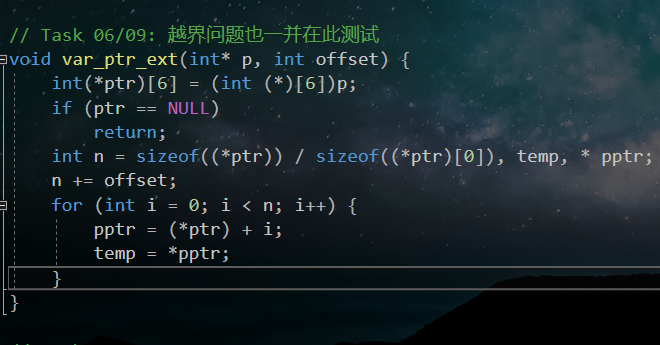 // Task 06/09: 越界问题也一并在此测试
void var_ptr_ext(int* p, int offset) {
    int(*ptr)[6] = (int (*)[6])p;
    if (ptr == NULL)
        return;
    int n = sizeof((*ptr)) / sizeof((*ptr)[0]), temp, * pptr;
    n += offset;
    for (int i = 0; i < n; i++) {
        pptr = (*ptr) + i;
        temp = *pptr;
    }
}